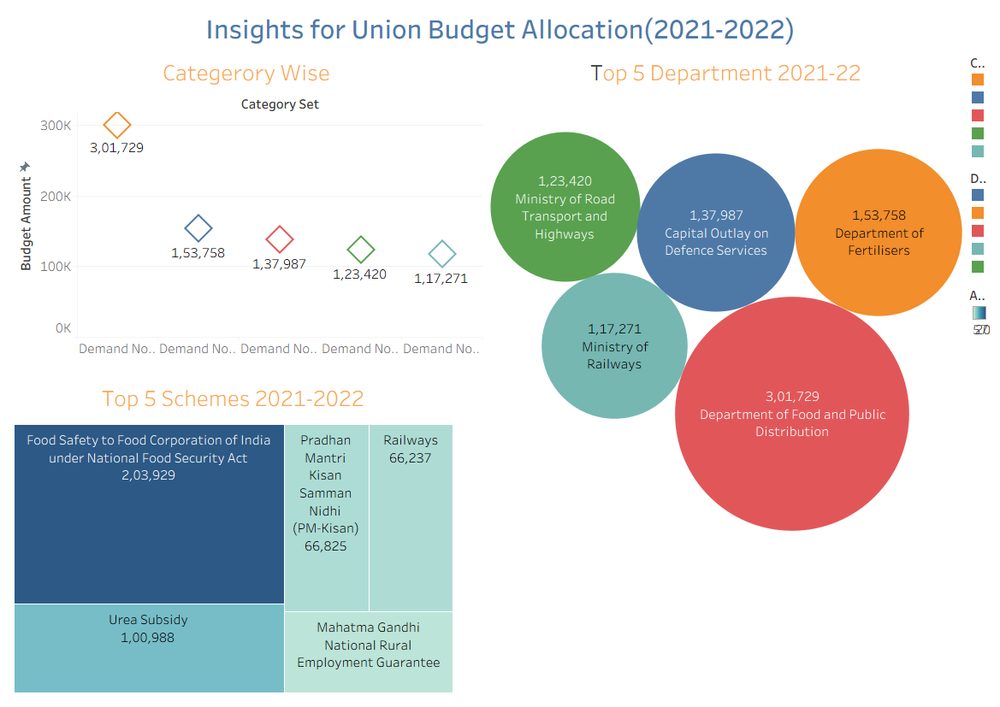 Insights for Union Budget Allocation(2021-2022)
Categerory Wise
Category Set
Budget Amount
300K
200K
100K
0K
3,01,729
1,53,758
1,37,987
1,23,420
1,17,271
Demand No..
Demand No..
Demand No..
Demand No..
Demand No..
Top 5 Department 2021-22
1,23,420
Ministry of Road
Transport and
Highways
1,37,987
Capital Outlay on
Defence Services
1,53,758
Department of
Fertilisers
1,17,271
Ministry of
Railways
3,01,729
Department of Food and Public
Distribution
C..
D..
A..
Top 5 Schemes 2021-2022
Food Safety to Food Corporation of India
under National Food Security Act
2,03,929
Pradhan
Mantri
Kisan
Samman
Nidhi
(PM-Kisan)
66,825
Railways
66,237
Urea Subsidy
1,00,988
Mahatma Gandhi
National Rural
Employment Guarantee